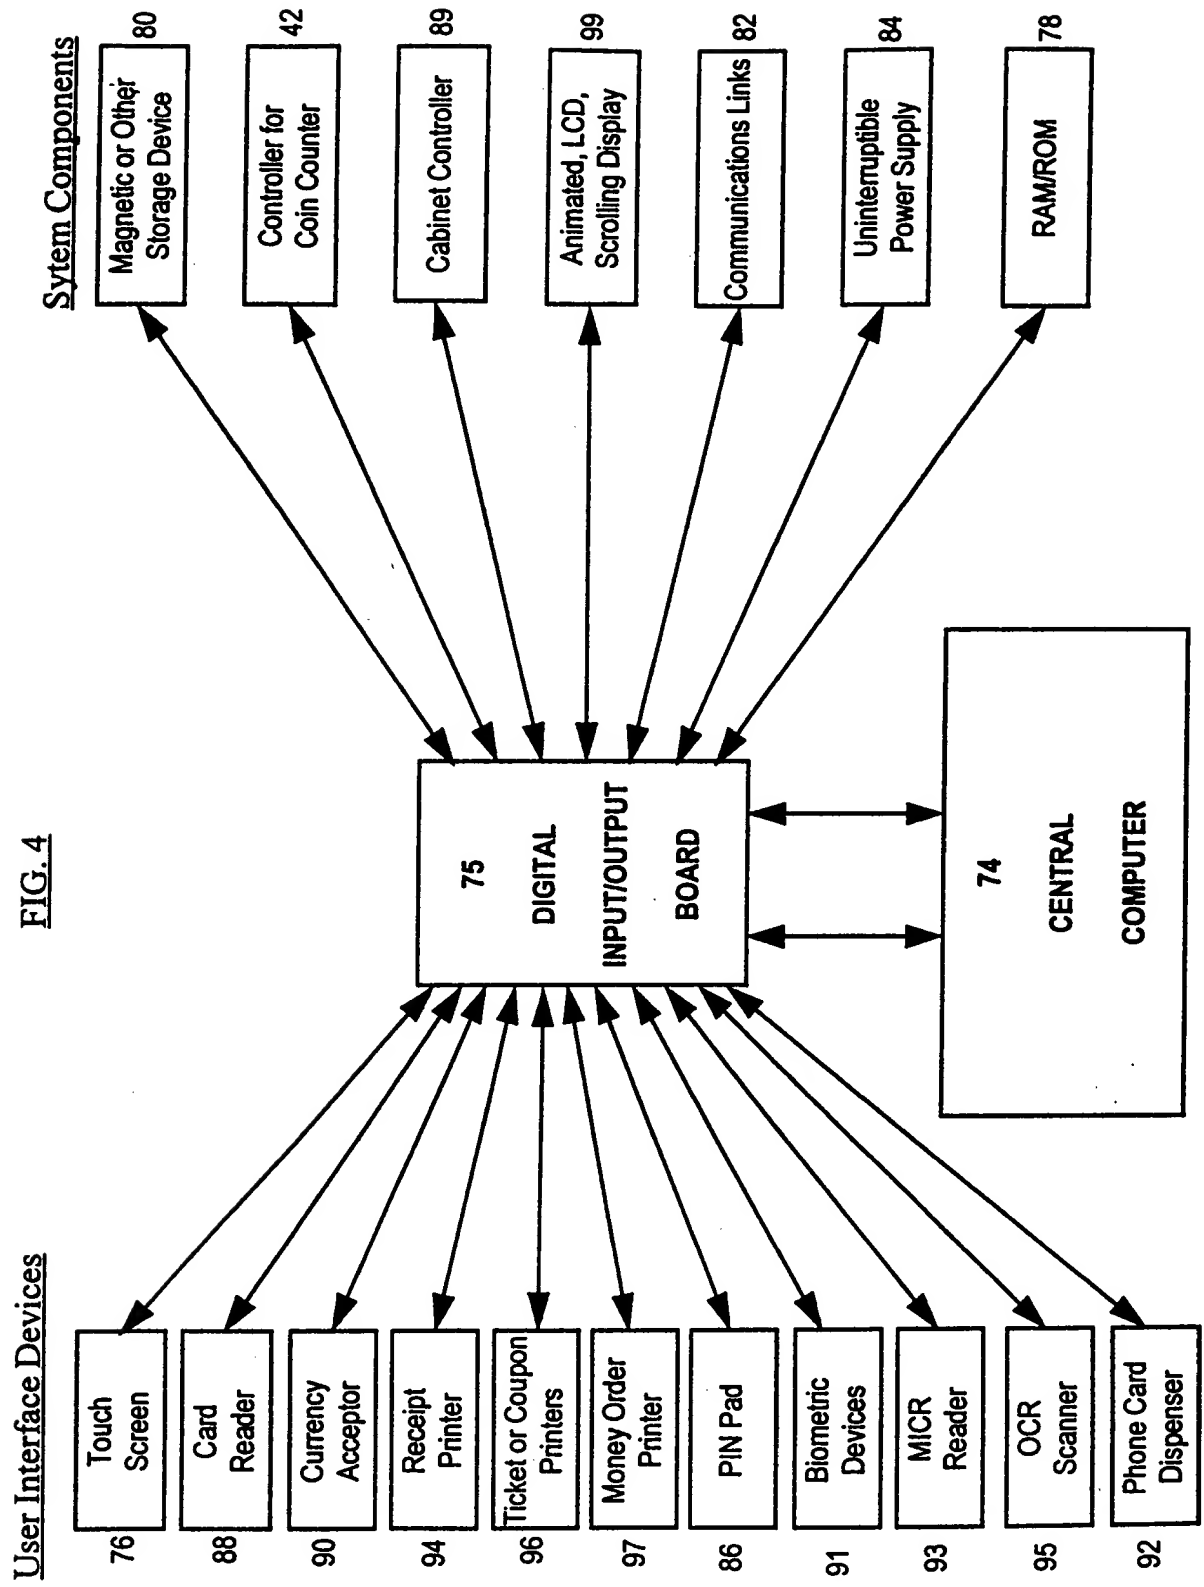 FIG. 4
User Interface Devices
76
Touch
Screen
88
Card
Reader
90
Currency
Acceptor
94
Receipt
Printer
96
Ticket or Coupon
Printers
97
Money Order
Printer
86
PIN Pad
91
Biometric
Devices
93
MICR
Reader
95
OCR
Scanner
92
Phone Card
Dispenser
75
DIGITAL
INPUT/OUTPUT
BOARD
74
CENTRAL
COMPUTER
Sytem Components
Magnetic or Other
Storage Device
80
Controller for
Coin Counter
42
Cabinet Controller
89
Animated, LCD,
Scrolling Display
99
Communications Links
82
Uninterruptible
Power Supply
84
RAM/ROM
78